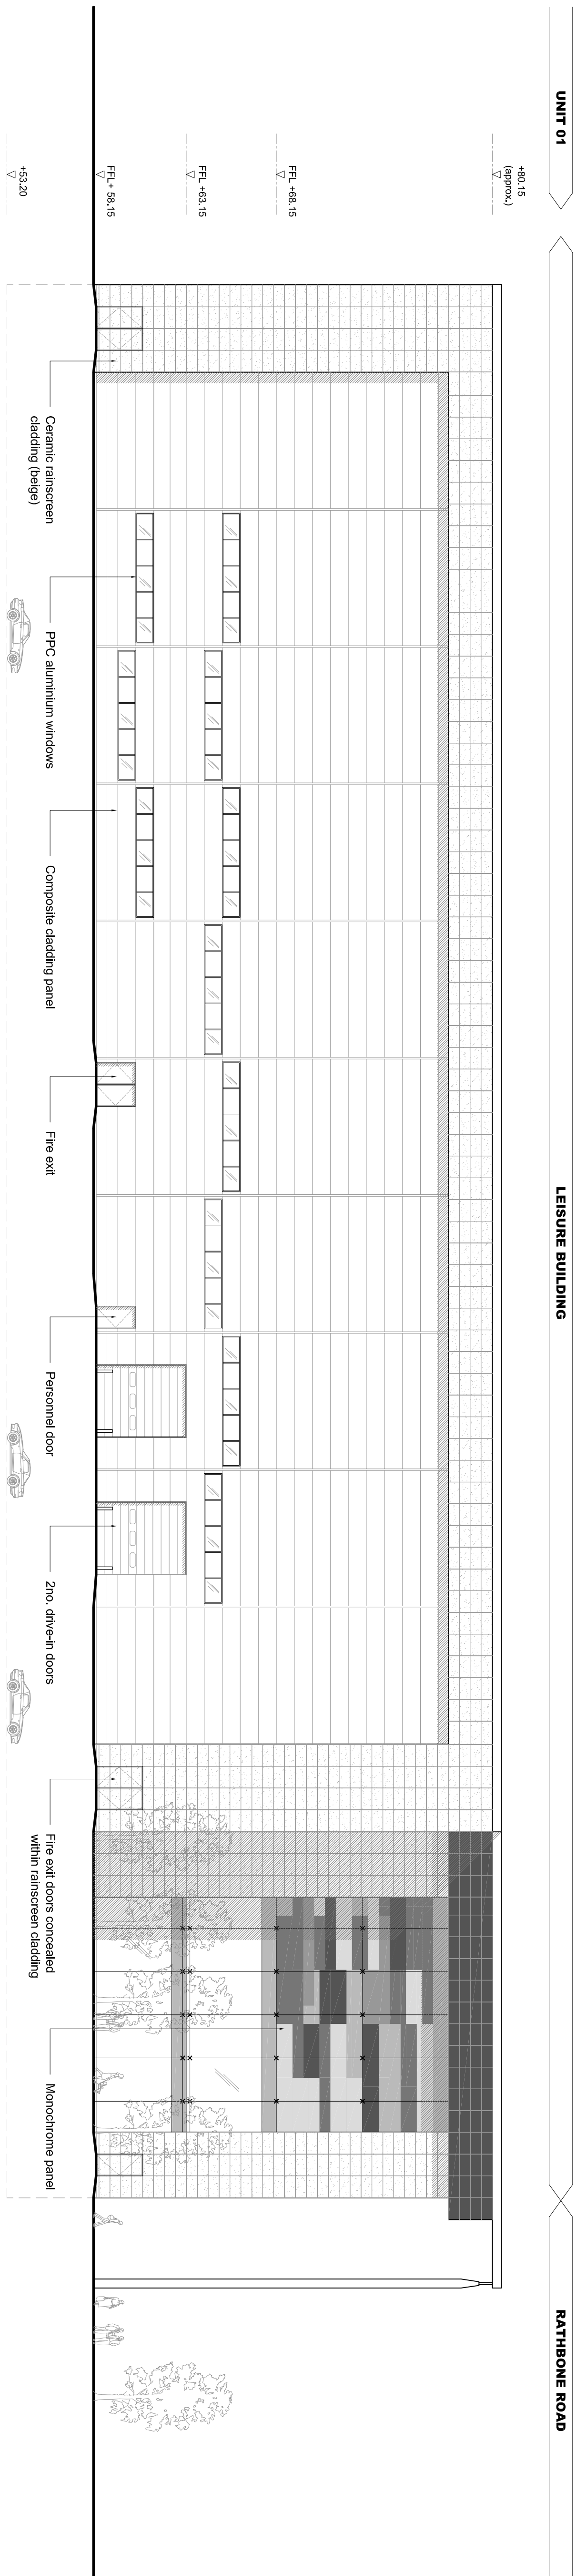 UNIT 01
LEISURE BUILDING
RATHBONE ROAD
+80.15
(approx.)
FFL +68.15
FFL +63.15
FFL+ 58.15
+53.20
Ceramic rainscreen
cladding (beige)
PPC aluminium windows
Composite cladding panel
Fire exit
Personnel door
2no. drive-in doors
Fire exit doors concealed
within rainscreen cladding
Monochrome panel